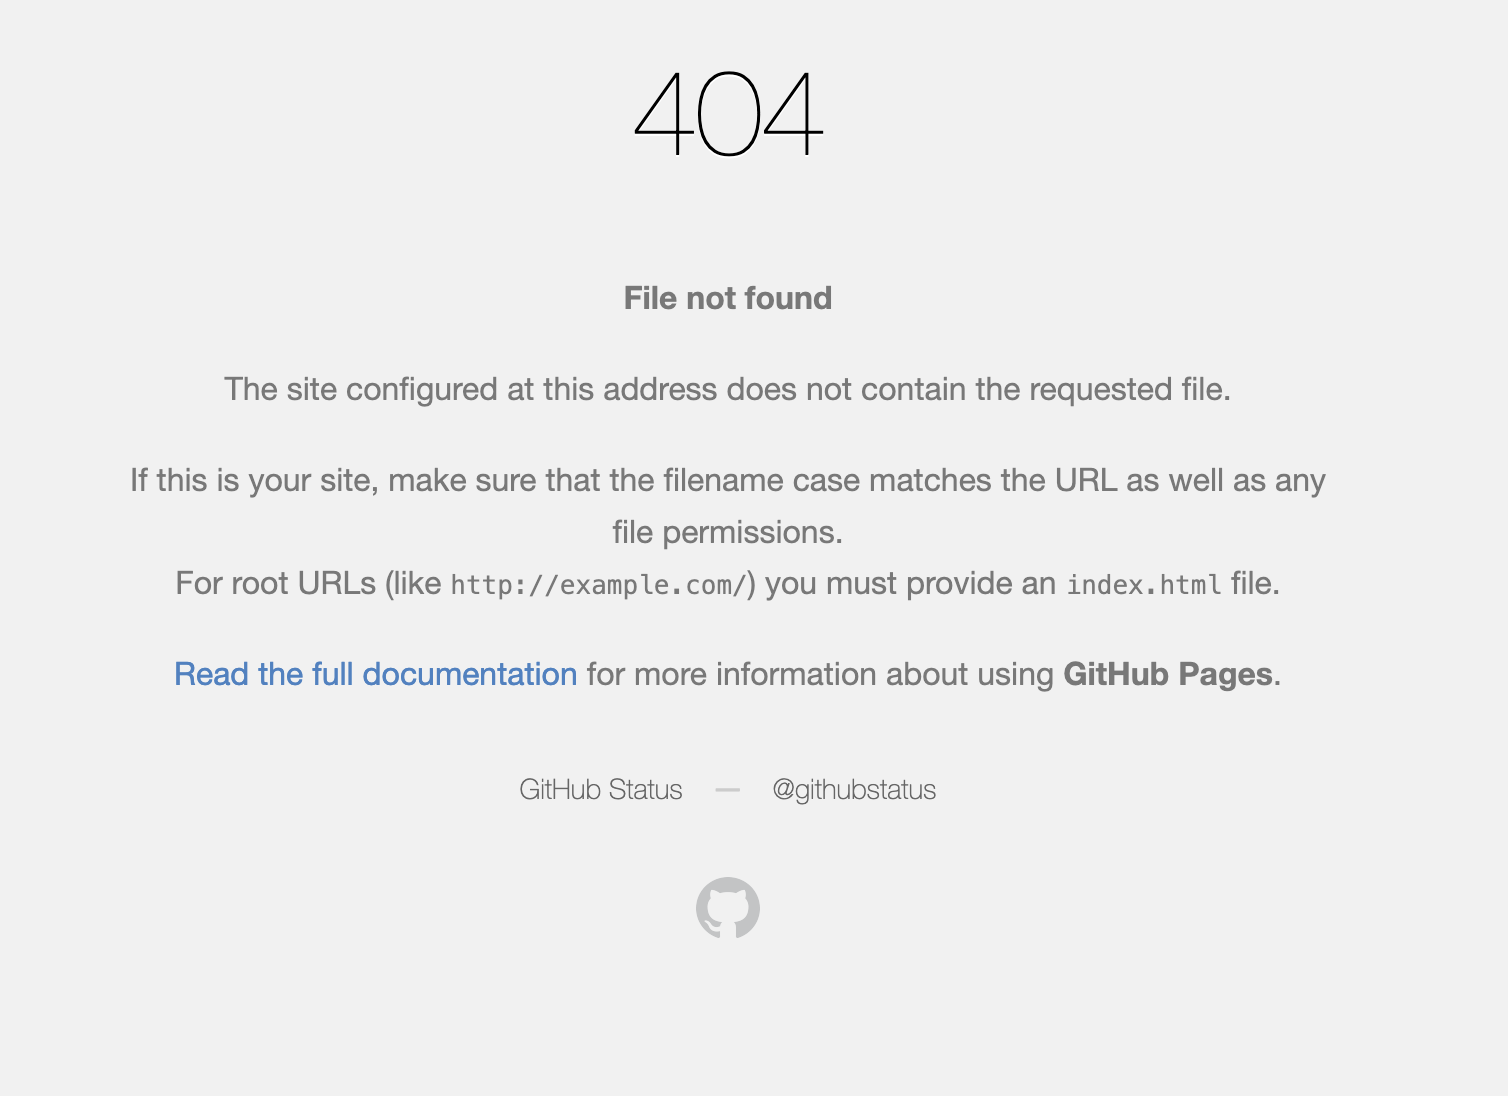 404
File not found
The site configured at this address does not contain the requested file.
If this is your site, make sure that the filename case matches the URL as well as any
file permissions.
For root URLs (like http://example.com/) you must provide an index.html file.
Read the full documentation for more information about using GitHub Pages.
GitHub Status — @githubstatus